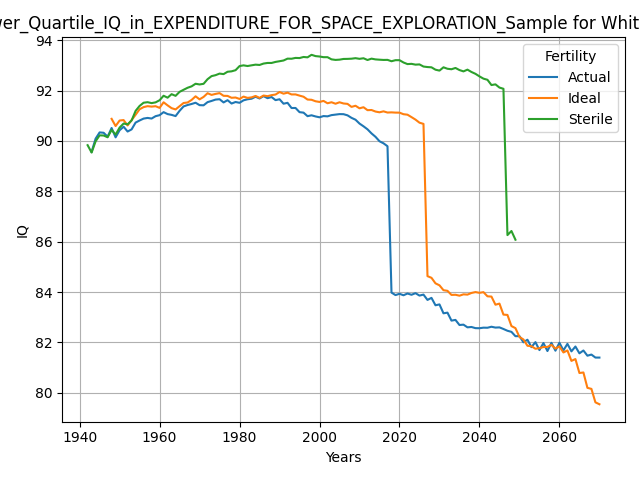 wer_Quartile_IQ_in_EXPENDITURE_FOR_SPACE_EXPLORATION_Sample for Whit
94
92
90
88
86
84
82
80
IQ
Fertility
Actual
Ideal
Sterile
1940 1960 1980 2000 2020 2040 2060
Years